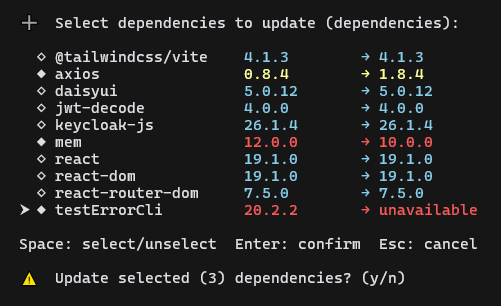 + Select dependencies to update (dependencies):
◇ @tailwindcss/vite 4.1.3 → 4.1.3
◆ axios 0.8.4 → 1.8.4
◇ daisyui 5.0.12 → 5.0.12
◇ jwt-decode 4.0.0 → 4.0.0
◇ keycloak-js 26.1.4 → 26.1.4
◆ mem 12.0.0 → 10.0.0
◇ react 19.1.0 → 19.1.0
◇ react-dom 19.1.0 → 19.1.0
◇ react-router-dom 7.5.0 → 7.5.0
➤ ◆ testErrorCli 20.2.2 → unavailable
Space: select/unselect Enter: confirm Esc: cancel
⚠ Update selected (3) dependencies? (y/n)